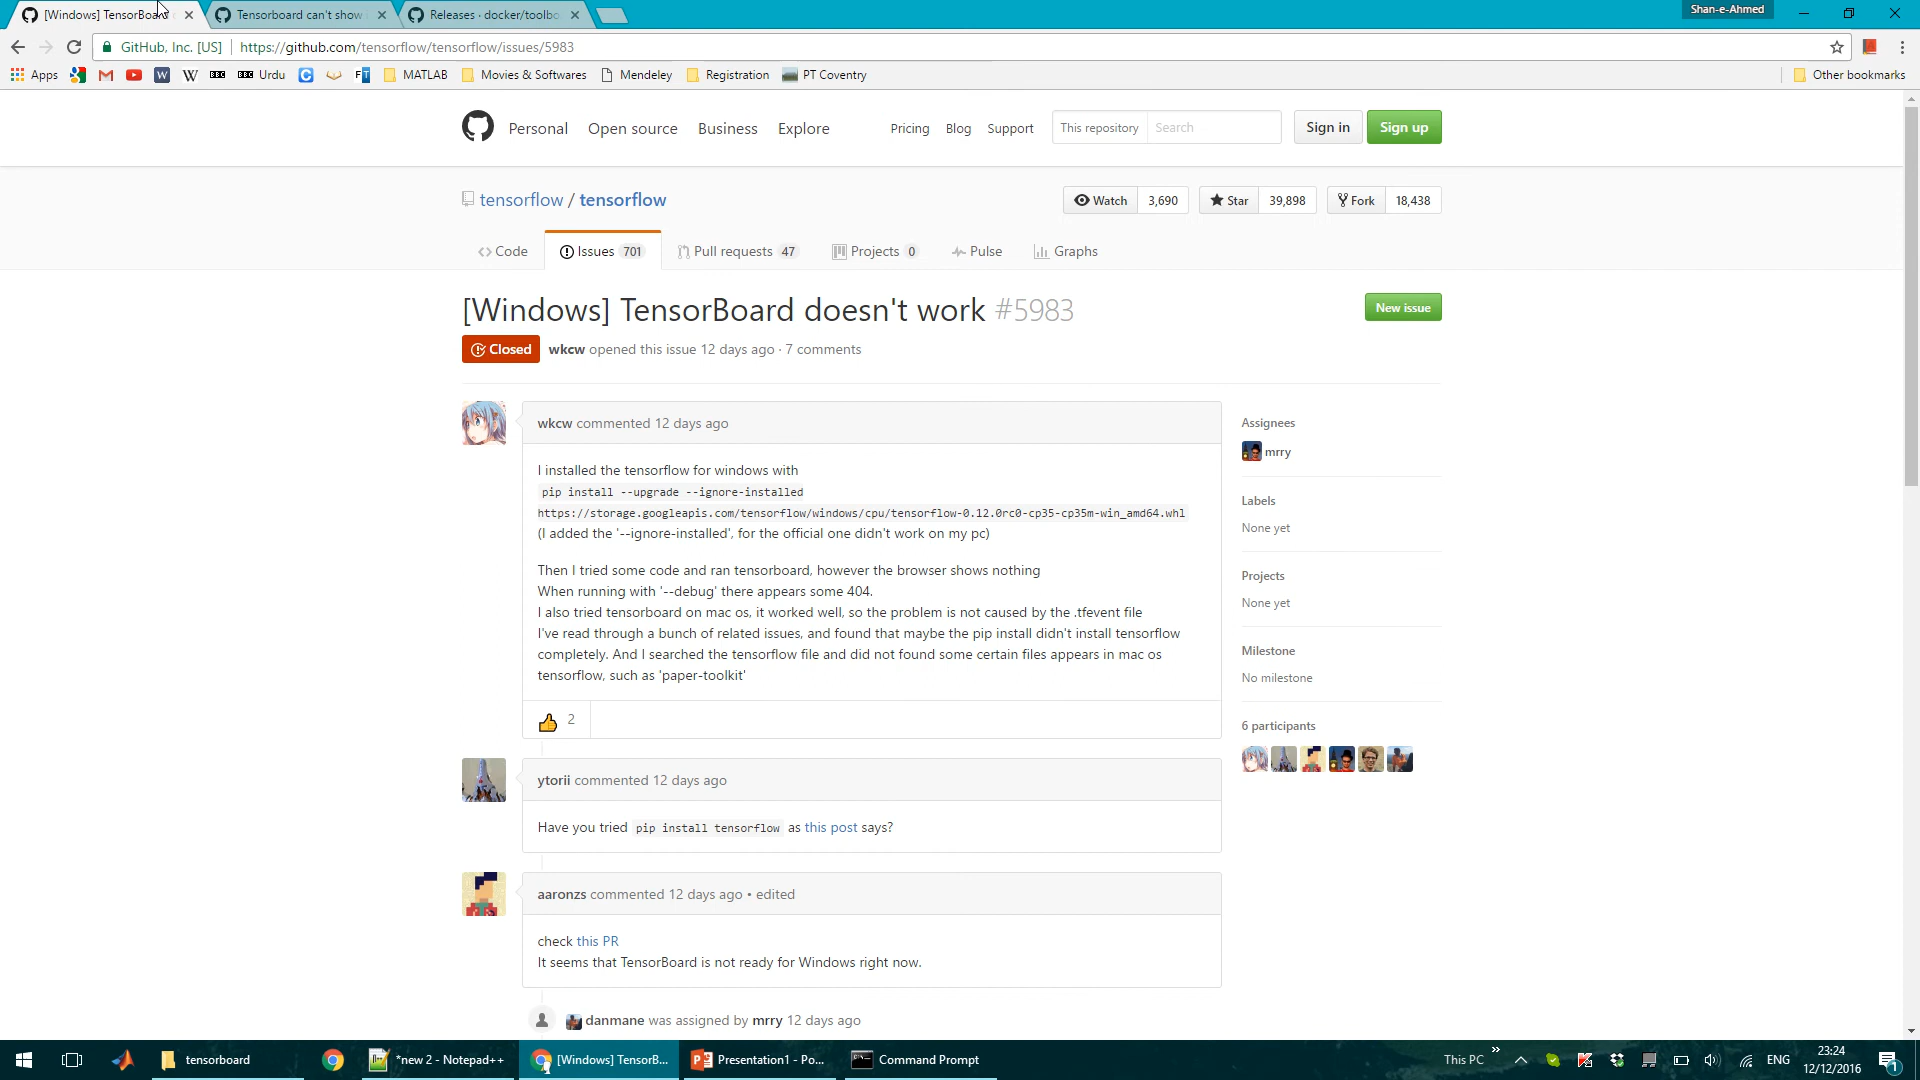 [Windows] TensorBoard
Tensorboard can't show
Releases · docker/toolbo
Shan-e-Ahmed
GitHub, Inc. [US] https://github.com/tensorflow/tensorflow/issues/5983
Apps BBC BBC Urdu FT MATLAB Movies & Softwares Mendeley Registration PT Coventry Other bookmarks
Personal Open source Business Explore Pricing Blog Support This repository Search Sign in Sign up
tensorflow / tensorflow Watch 3,690 Star 39,898 Fork 18,438
Code Issues 701 Pull requests 47 Projects 0 Pulse Graphs
[Windows] TensorBoard doesn't work #5983 New issue
Closed wkcw opened this issue 12 days ago · 7 comments
wkcw commented 12 days ago
I installed the tensorflow for windows with
pip install --upgrade --ignore-installed
https://storage.googleapis.com/tensorflow/windows/cpu/tensorflow-0.12.0rc0-cp35-cp35m-win_amd64.whl
(I added the '--ignore-installed', for the official one didn't work on my pc)
Then I tried some code and ran tensorboard, however the browser shows nothing
When running with '--debug' there appears some 404.
I also tried tensorboard on mac os, it worked well, so the problem is not caused by the .tfevent file
I've read through a bunch of related issues, and found that maybe the pip install didn't install tensorflow
completely. And I searched the tensorflow file and did not found some certain files appears in mac os
tensorflow, such as 'paper-toolkit'
2
Assignees
mrry
Labels
None yet
Projects
None yet
Milestone
No milestone
6 participants
ytorii commented 12 days ago
Have you tried pip install tensorflow as this post says?
aaronzs commented 12 days ago • edited
check this PR
It seems that TensorBoard is not ready for Windows right now.
danmane was assigned by mrry 12 days ago
tensorboard
*new 2 - Notepad++
[Windows] TensorB...
Presentation1 - Po...
Command Prompt
This PC
ENG
23:24
12/12/2016
1